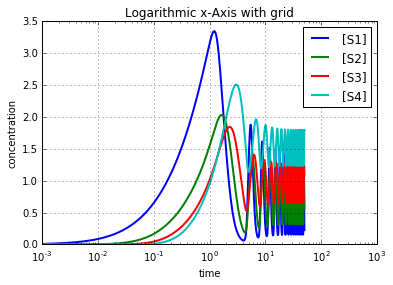 Logarithmic x-Axis with grid
3.5
3.0
2.5
2.0
1.5
1.0
0.5
0.0
concentration
[S1]
[S2]
[S3]
[S4]
10⁻³
10⁻²
10⁻¹
10⁰
10¹
10²
10³
time